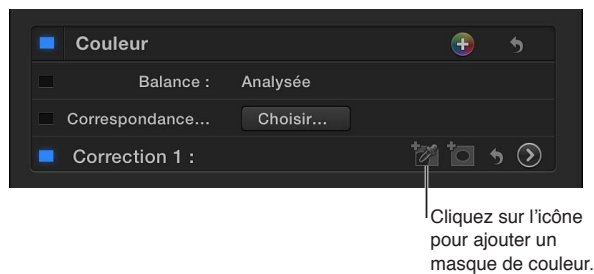 Couleur
Balance : Analysée
Correspondance... Choisir...
Correction 1 :
Cliquez sur l'icône
pour ajouter un
masque de couleur.